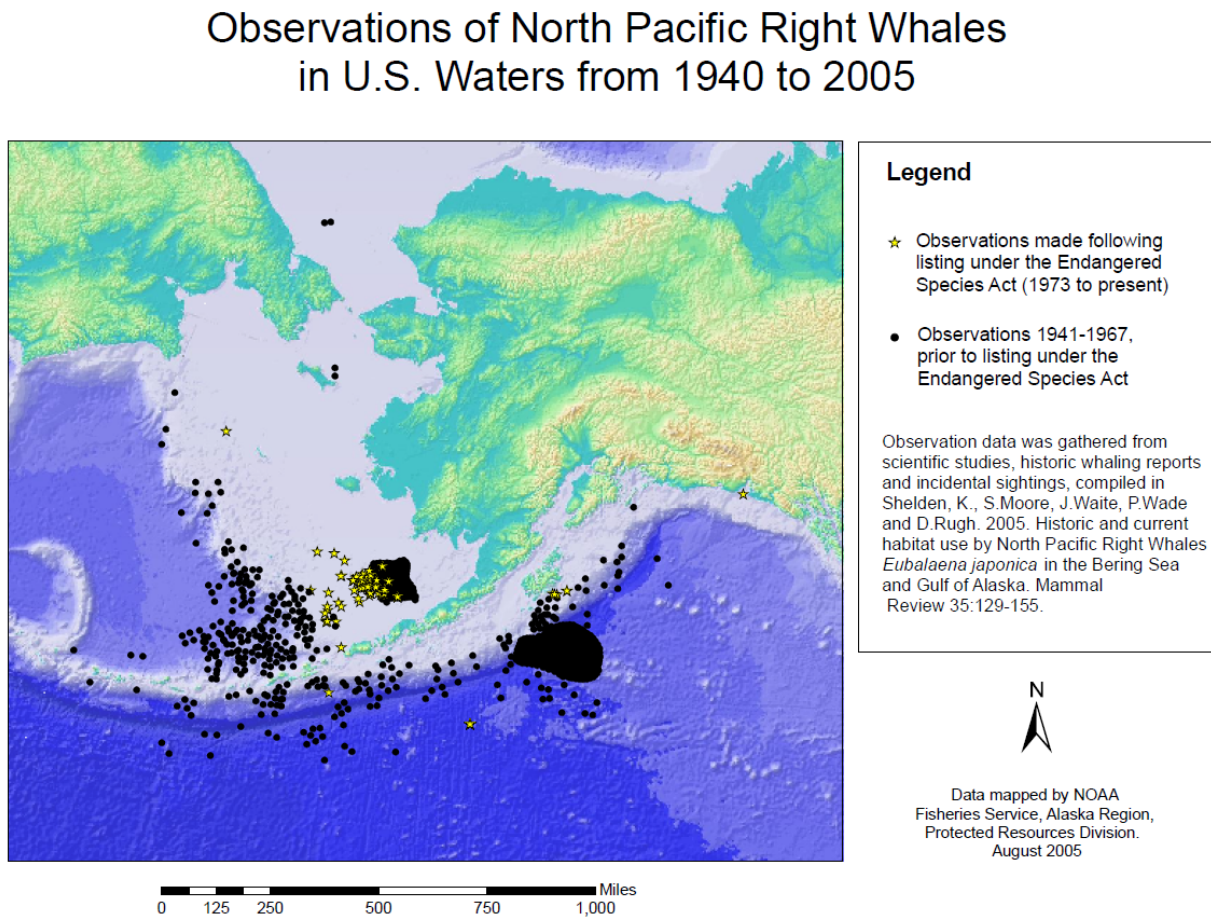 Observations of North Pacific Right Whales
in U.S. Waters from 1940 to 2005
Legend
Observations made following
listing under the Endangered
Species Act (1973 to present)
Observations 1941-1967,
prior to listing under the
Endangered Species Act
Observation data was gathered from
scientific studies, historic whaling reports
and incidental sightings, compiled in
Shelden, K., S.Moore, J.Waite, P.Wade
and D.Rugh. 2005. Historic and current
habitat use by North Pacific Right Whales
Eubalaena japonica in the Bering Sea
and Gulf of Alaska. Mammal
Review 35:129-155.
N
Data mapped by NOAA
Fisheries Service, Alaska Region,
Protected Resources Division.
August 2005
Miles
0 125 250 500 750 1,000